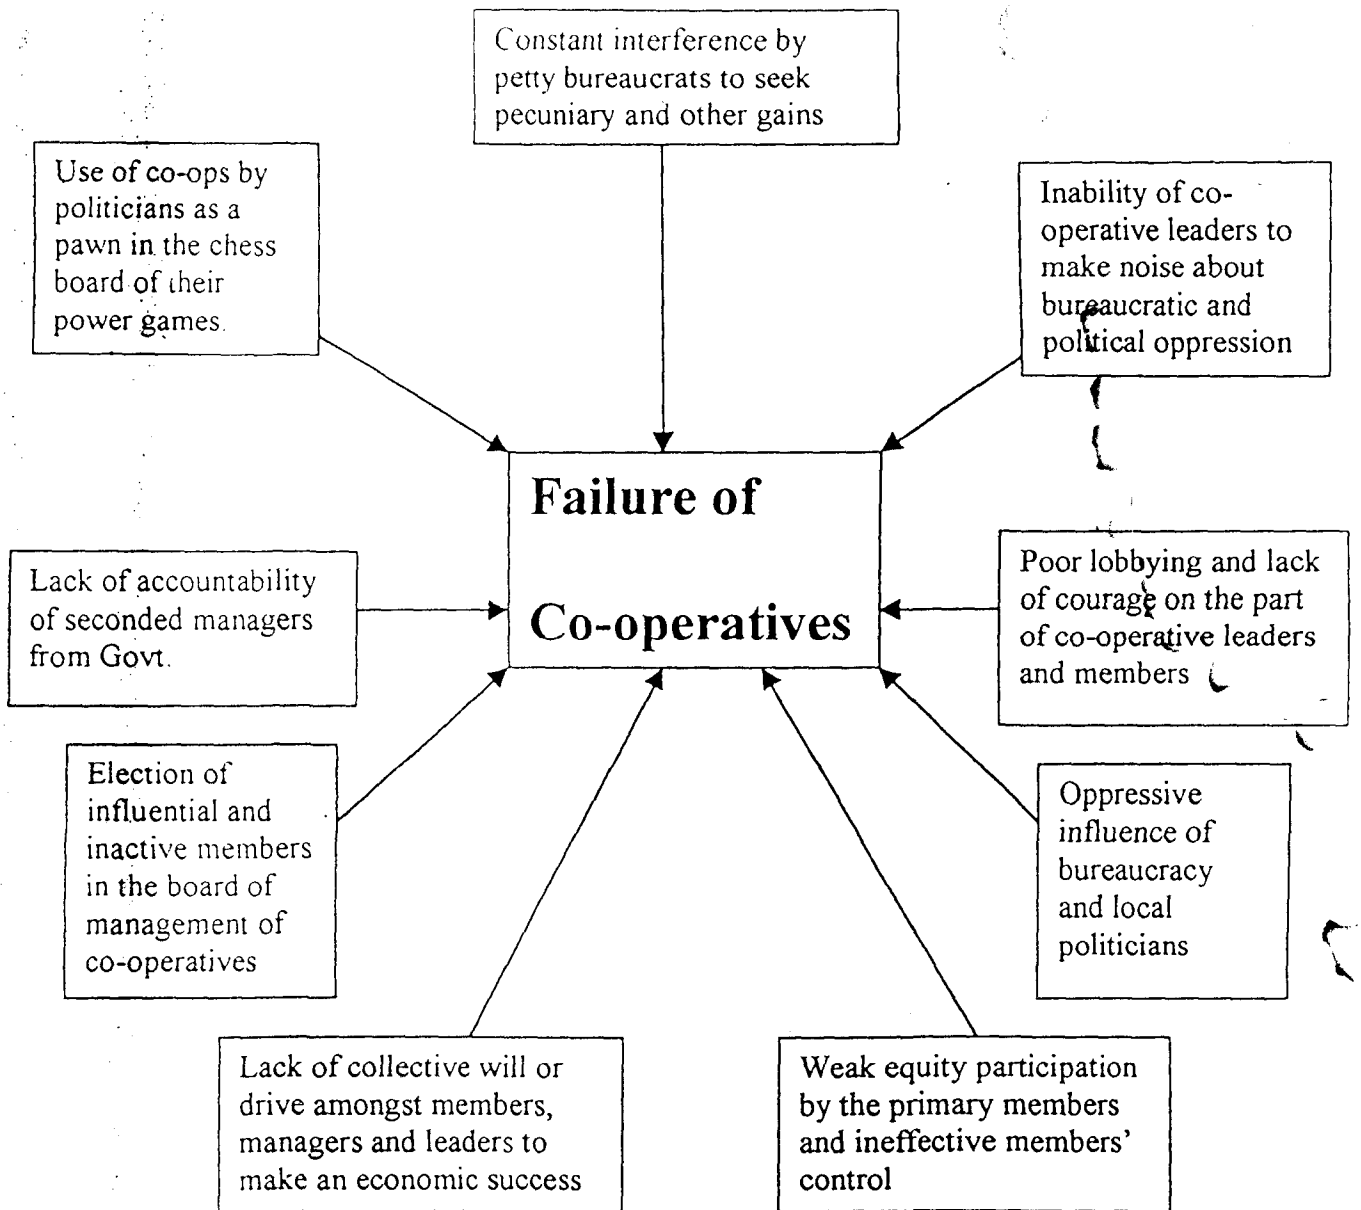 Constant interference by
petty bureaucrats to seek
pecuniary and other gains
Use of co-ops by
politicians as a
pawn in the chess
board of their
power games.
Inability of co-
operative leaders to
make noise about
bureaucratic and
political oppression
Failure of
Co-operatives
Lack of accountability
of seconded managers
from Govt.
Poor lobbying and lack
of courage on the part
of co-operative leaders
and members
Election of
influential and
inactive members
in the board of
management of
co-operatives
Oppressive
influence of
bureaucracy
and local
politicians
Lack of collective will or
drive amongst members,
managers and leaders to
make an economic success
Weak equity participation
by the primary members
and ineffective members’
control